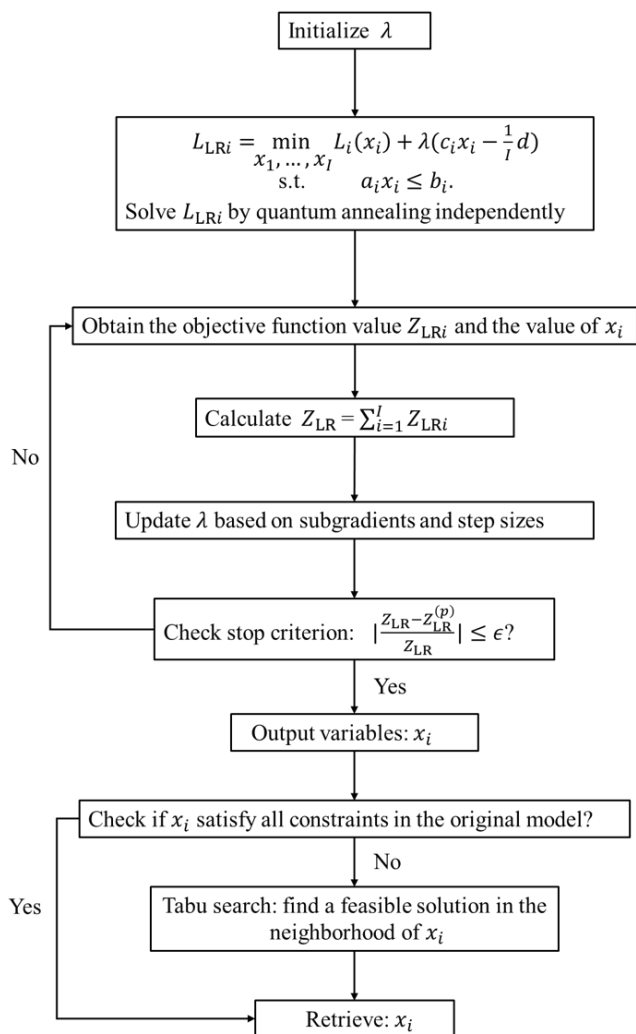 Initialize λ
L_LRi = min L_i(x_i) + λ(c_i x_i − 1/I d)
x_1, … , x_I
s.t. a_i x_i ≤ b_i.
Solve L_LRi by quantum annealing independently
Obtain the objective function value Z_LRi and the value of x_i
Calculate Z_LR = ∑_{i=1}^{I} Z_LRi
No
Update λ based on subgradients and step sizes
Check stop criterion: |(Z_LR − Z_LR^(p))/Z_LR| ≤ ϵ?
Yes
Output variables: x_i
Check if x_i satisfy all constraints in the original model?
No
Yes
Tabu search: find a feasible solution in the
neighborhood of x_i
Retrieve: x_i